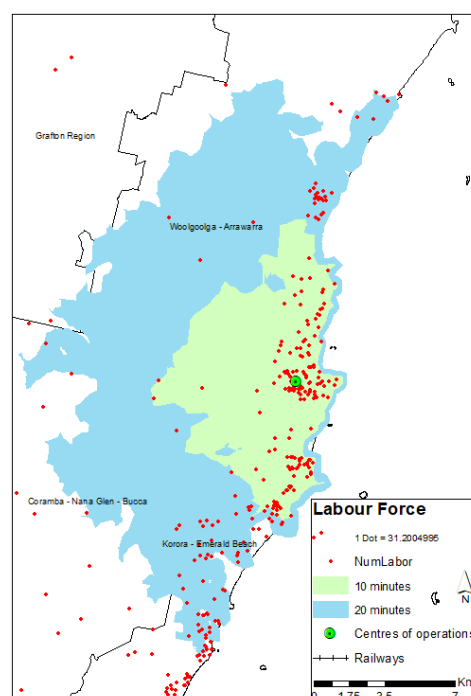 Grafton Region
Woolgoolga - Arrawarra
Coramba - Nana Glen - Bucca
Korora - Emerald Beach
Labour Force
1 Dot = 31.2004995
NumLabor
10 minutes
20 minutes
N
Centres of operations
Railways
Km
0 1.75 3.5